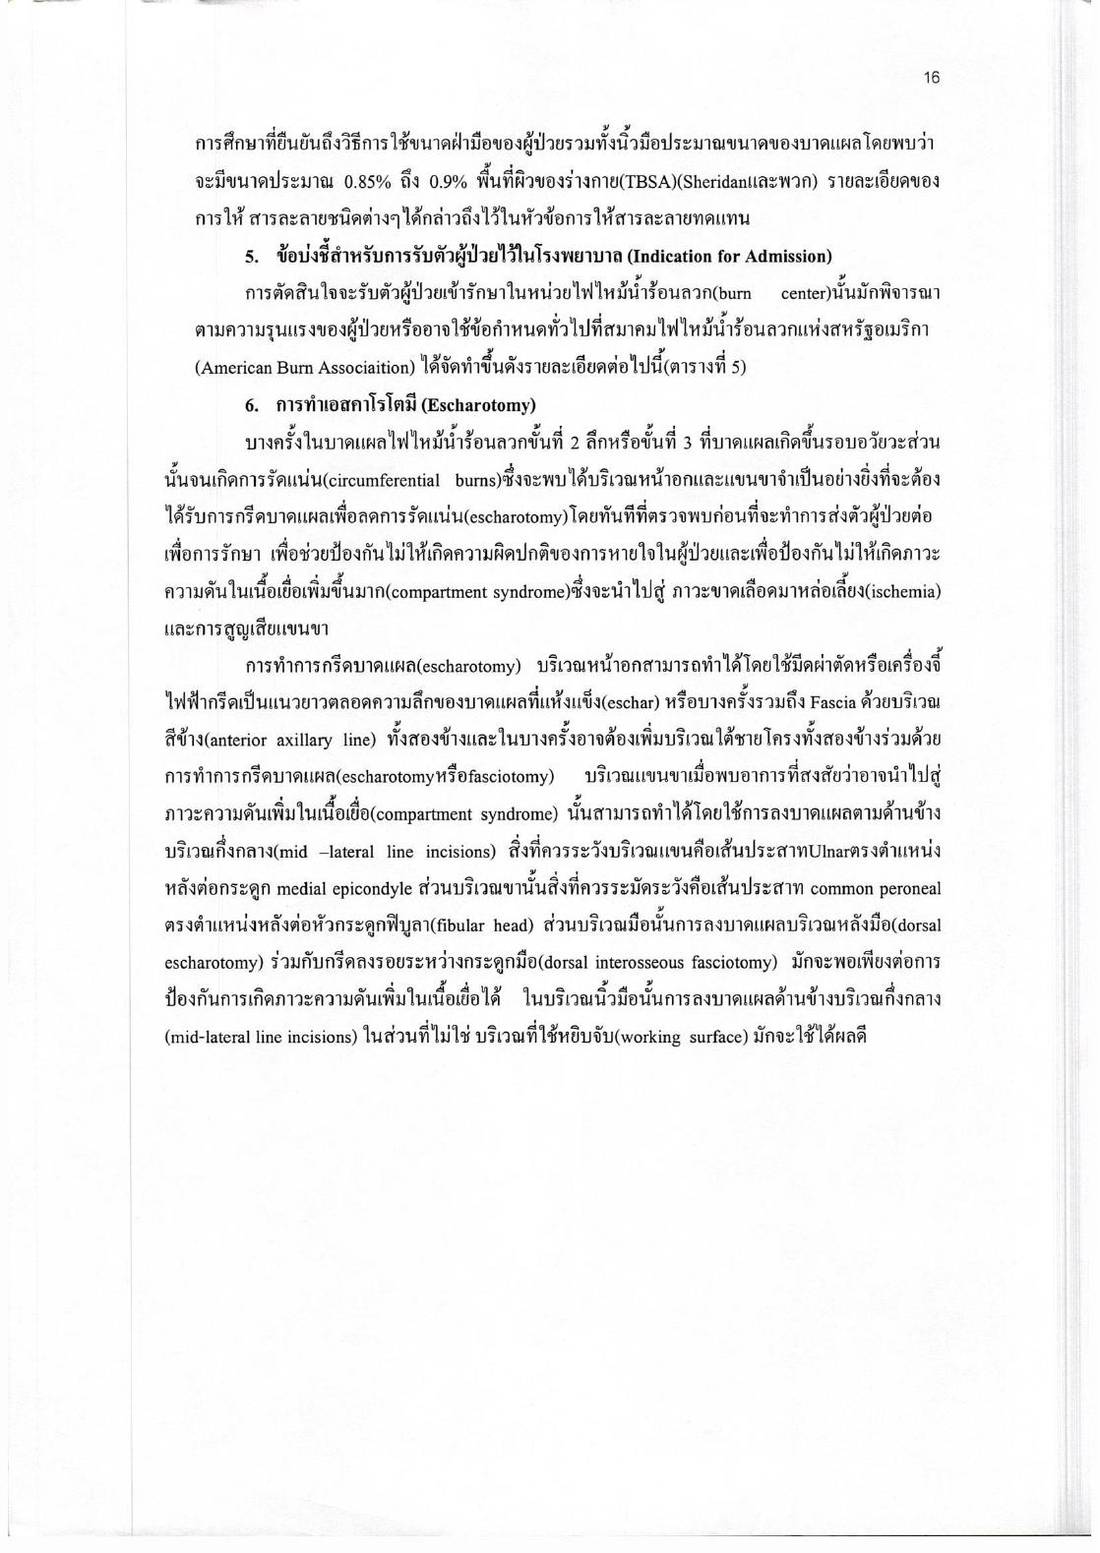 16
การศึกษาที่ยืนยันถึงวิธีการใช้ขนาดฝ่ามือของผู้ป่วยรวมทั้งนิ้วมือประมาณขนาดของบาดแผลโดยพบว่า
จะมีขนาดประมาณ 0.85% ถึง 0.9% พื้นที่ผิวของร่างกาย(TBSA)(Sheridanและพวก) รายละเอียดของ
การให้ สารละลายชนิดต่างๆได้กล่าวถึงไว้ในหัวข้อการให้สารละลายทดแทน
5. ข้อบ่งชี้สำหรับการรับตัวผู้ป่วยไว้ในโรงพยาบาล (Indication for Admission)
การตัดสินใจจะรับตัวผู้ป่วยเข้ารักษาในหน่วยไฟไหม้น้ำร้อนลวก(burn center)นั้นมักพิจารณา
ตามความรุนแรงของผู้ป่วยหรืออาจใช้ข้อกำหนดทั่วไปที่สมาคมไฟไหม้น้ำร้อนลวกแห่งสหรัฐอเมริกา
(American Burn Associaition) ได้จัดทำขึ้นดังรายละเอียดต่อไปนี้(ตารางที่ 5)
6. การทำเอสกาโรโตมี (Escharotomy)
บางครั้งในบาดแผลไฟไหม้น้ำร้อนลวกขั้นที่ 2 ลึกหรือขั้นที่ 3 ที่บาดแผลเกิดขึ้นรอบอวัยวะส่วน
นั้นจนเกิดการรัดแน่น(circumferential burns)ซึ่งจะพบได้บริเวณหน้าอกและแขนขาจำเป็นอย่างยิ่งที่จะต้อง
ได้รับการกรีดบาดแผลเพื่อลดการรัดแน่น(escharotomy)โดยทันทีที่ตรวจพบก่อนที่จะทำการส่งตัวผู้ป่วยต่อ
เพื่อการรักษา เพื่อช่วยป้องกันไม่ให้เกิดความผิดปกติของการหายใจในผู้ป่วยและเพื่อป้องกันไม่ให้เกิดภาวะ
ความดันในเนื้อเยื่อเพิ่มขึ้นมาก(compartment syndrome)ซึ่งจะนำไปสู่ ภาวะขาดเลือดมาหล่อเลี้ยง(ischemia)
และการสูญเสียแขนขา
การทำการกรีดบาดแผล(escharotomy) บริเวณหน้าอกสามารถทำได้โดยใช้มีดผ่าตัดหรือเครื่องจี้
ไฟฟ้ากรีดเป็นแนวยาวตลอดความลึกของบาดแผลที่แห้งแข็ง(eschar) หรือบางครั้งรวมถึง Fascia ด้วยบริเวณ
สีข้าง(anterior axillary line) ทั้งสองข้างและในบางครั้งอาจต้องเพิ่มบริเวณใต้ชายโครงทั้งสองข้างร่วมด้วย
การทำการกรีดบาดแผล(escharotomyหรือfasciotomy) บริเวณแขนขาเมื่อพบอาการที่สงสัยว่าอาจนำไปสู่
ภาวะความดันเพิ่มในเนื้อเยื่อ(compartment syndrome) นั้นสามารถทำได้โดยใช้การลงบาดแผลตามด้านข้าง
บริเวณกึ่งกลาง(mid –lateral line incisions) สิ่งที่ควรระวังบริเวณแขนคือเส้นประสาทUlnarตรงตำแหน่ง
หลังต่อกระดูก medial epicondyle ส่วนบริเวณขานั้นสิ่งที่ควรระมัดระวังคือเส้นประสาท common peroneal
ตรงตำแหน่งหลังต่อหัวกระดูกฟิบูลา(fibular head) ส่วนบริเวณมือนั้นการลงบาดแผลบริเวณหลังมือ(dorsal
escharotomy) ร่วมกับกรีดลงรอยระหว่างกระดูกมือ(dorsal interosseous fasciotomy) มักจะพอเพียงต่อการ
ป้องกันการเกิดภาวะความดันเพิ่มในเนื้อเยื่อได้ ในบริเวณนิ้วมือนั้นการลงบาดแผลด้านข้างบริเวณกึ่งกลาง
(mid-lateral line incisions) ในส่วนที่ไม่ใช่ บริเวณที่ใช้หยิบจับ(working surface) มักจะใช้ได้ผลดี